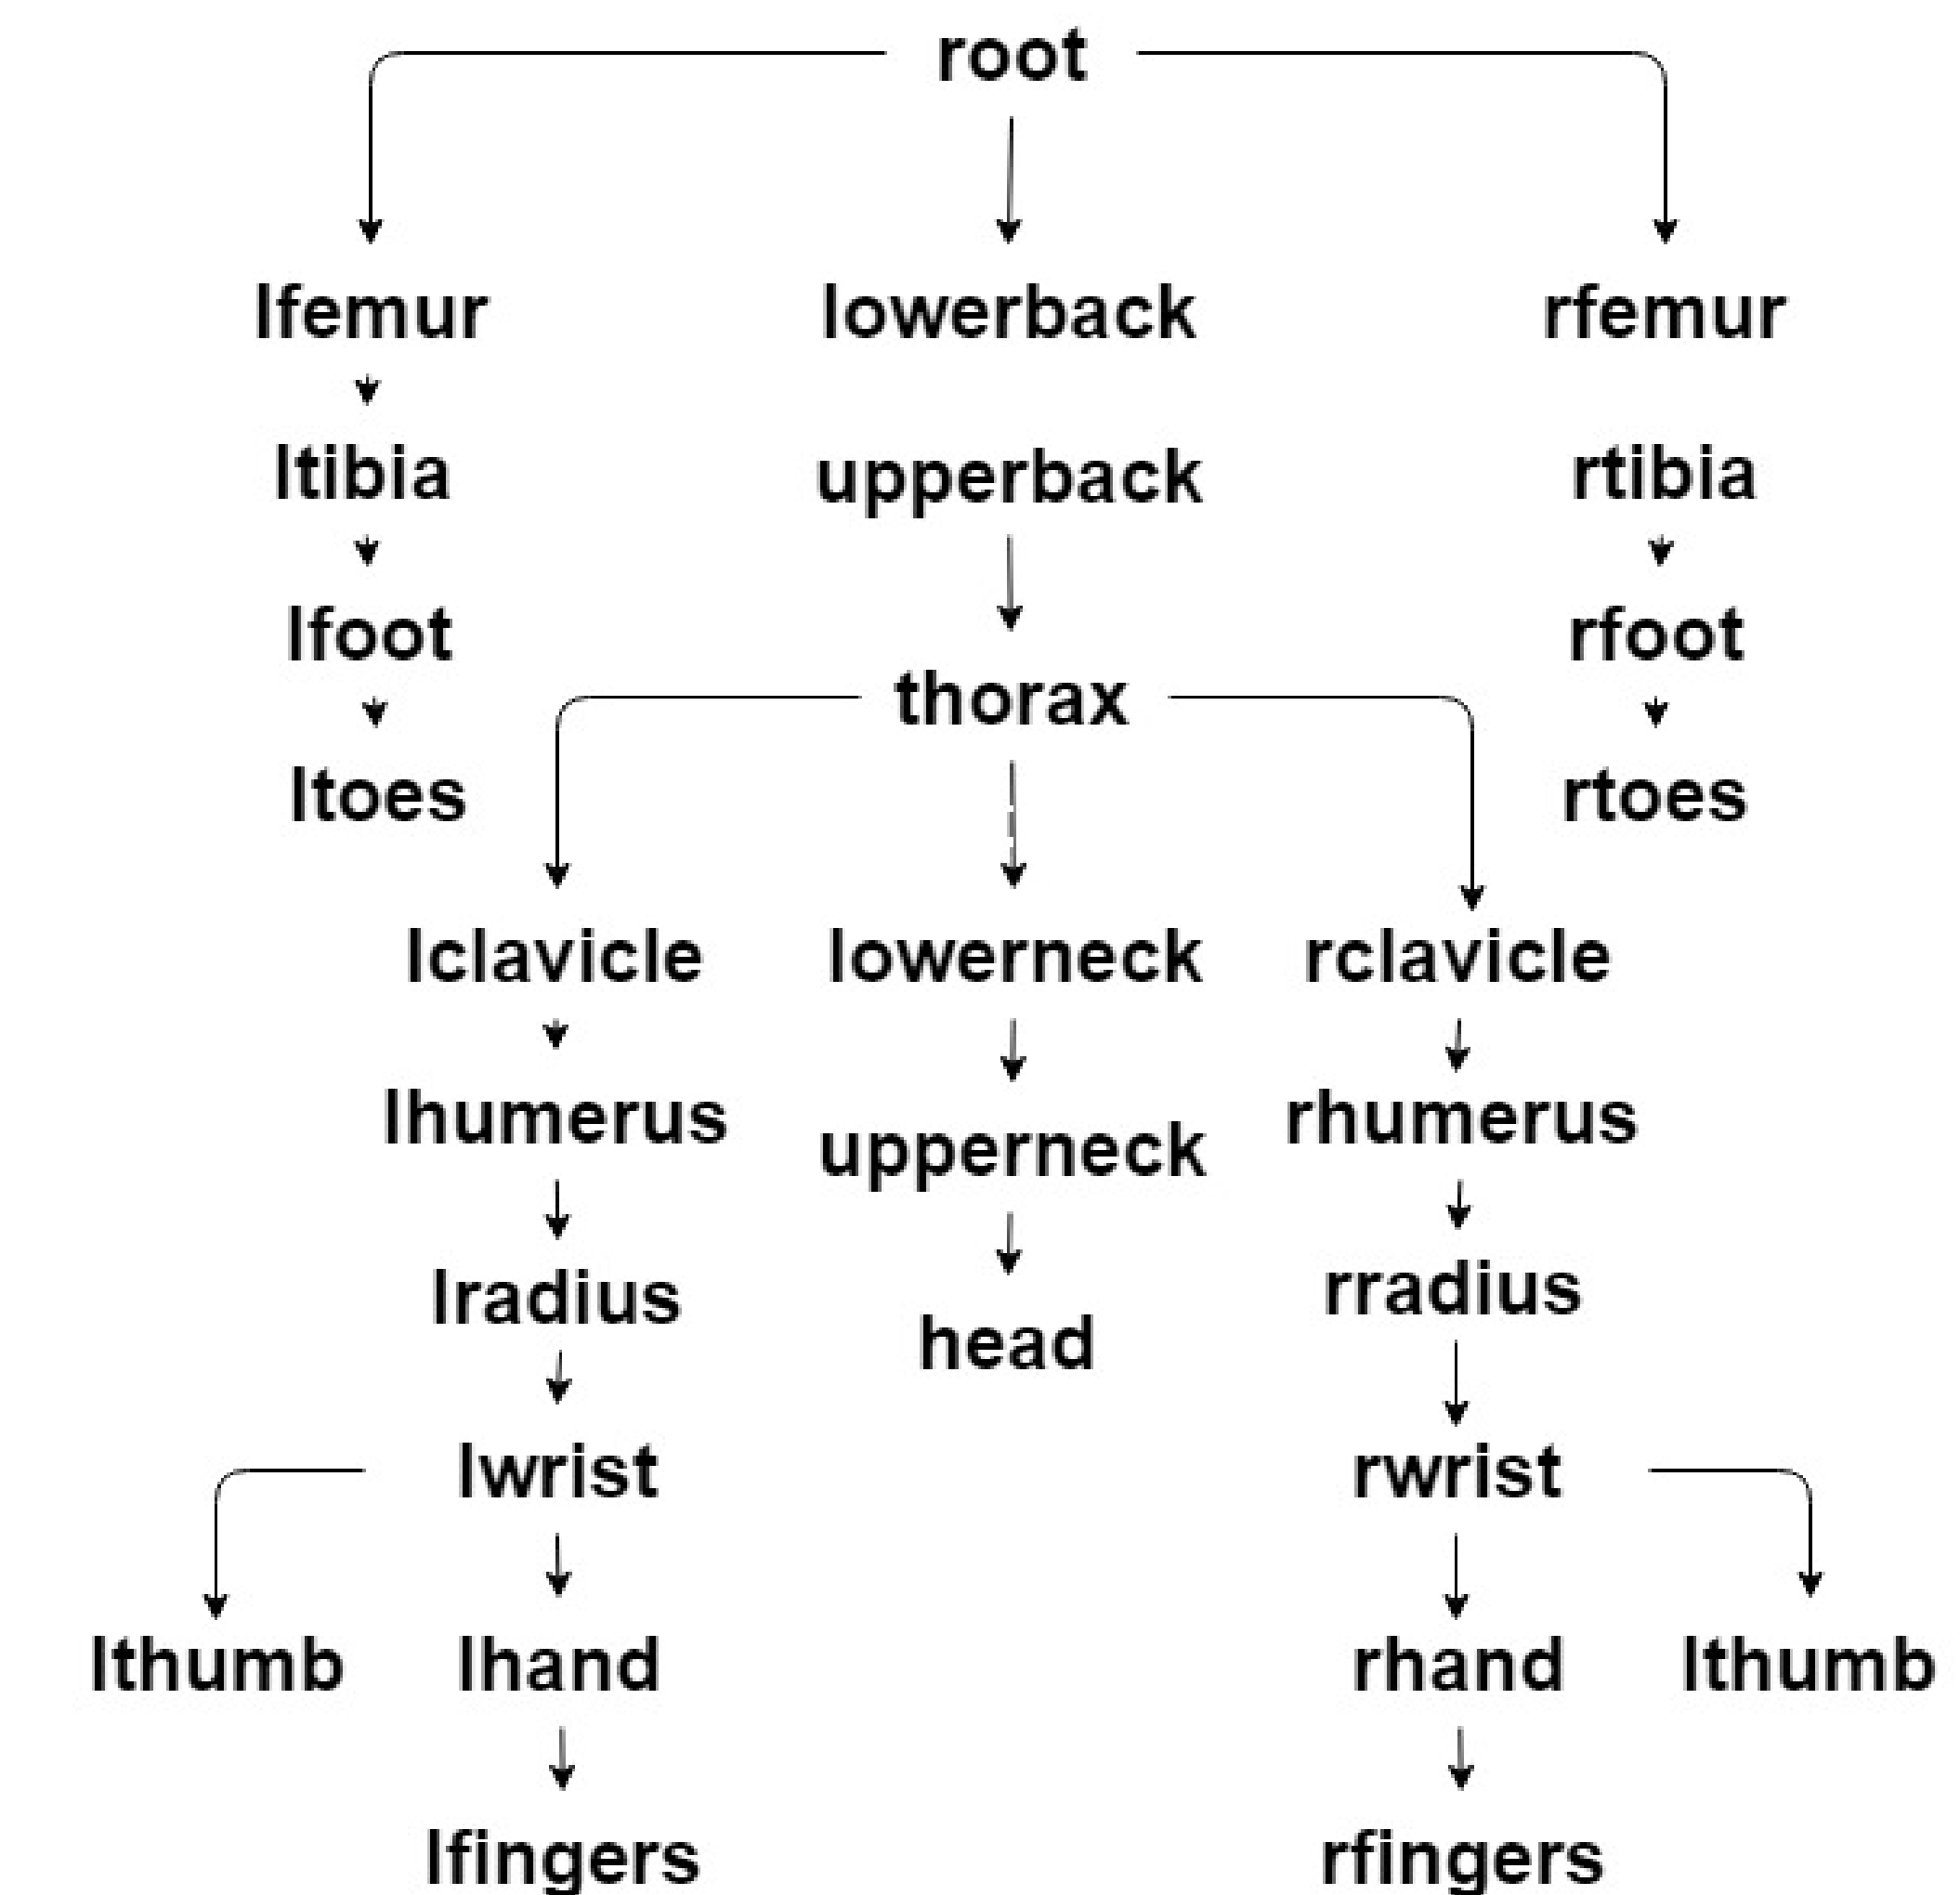 root
lfemur lowerback rfemur
ltibia upperback rtibia
lfoot rfoot
thorax
ltoes rtoes
lclavicle lowerneck rclavicle
lhumerus rhumerus
upperneck
lradius rradius
head
lwrist rwrist
lthumb lhand rhand lthumb
lfingers rfingers